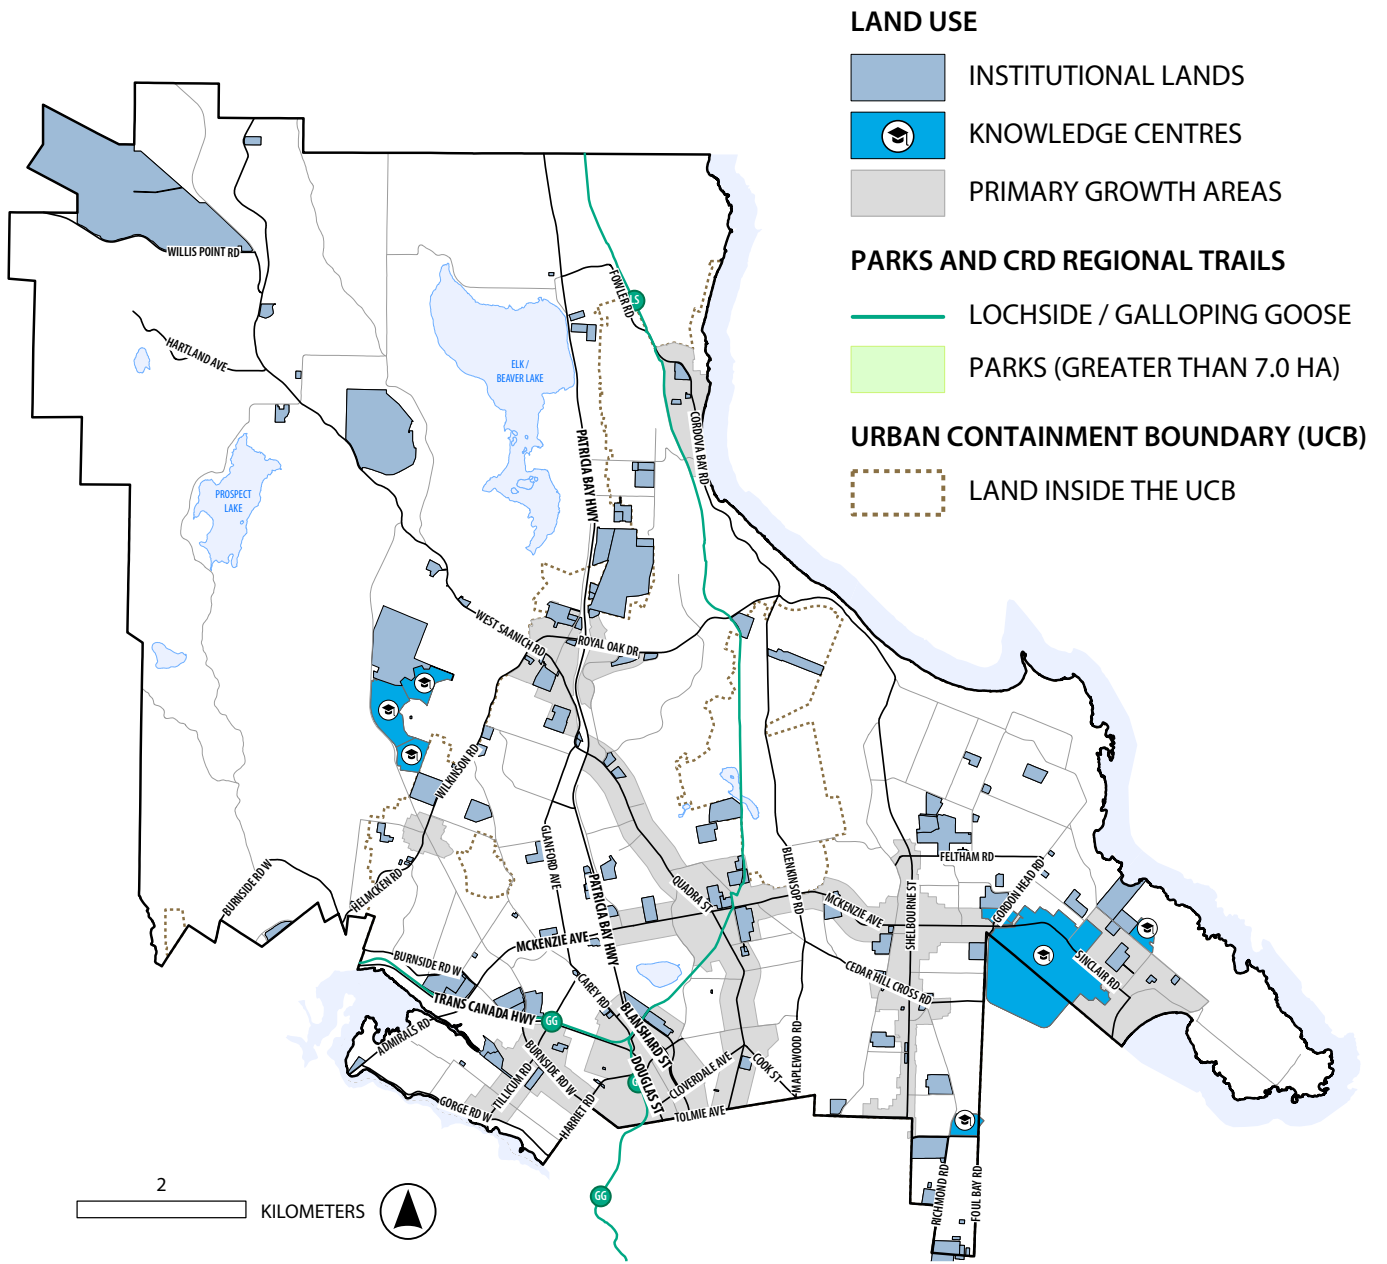 LAND USE
INSTITUTIONAL LANDS
KNOWLEDGE CENTRES
PRIMARY GROWTH AREAS
PARKS AND CRD REGIONAL TRAILS
LOCHSIDE / GALLOPING GOOSE
PARKS (GREATER THAN 7.0 HA)
URBAN CONTAINMENT BOUNDARY (UCB)
LAND INSIDE THE UCB
WILLIS POINT RD
HARTLAND AVE
FOWLER RD
LS
ELK /
BEAVER LAKE
PATRICIA BAY HWY
CORDOVA BAY RD
PROSPECT
LAKE
WEST SAANICH RD
ROYAL OAK DR
WILKINSON RD
GLANFORD AVE
PATRICIA BAY HWY
QUADRA ST
BLENKINSOP RD
MCKENZIE AVE
SHELBOURNE ST
FELTHAM RD
GORDON HEAD RD
SINCLAIR RD
BURNSIDE RD W
HELMCKEN RD
MCKENZIE AVE
BURNSIDE RD W
CAREY RD
CEDAR HILL CROSS RD
TRANS CANADA HWY
GG
ADMIRALS RD
BLANSHARD ST
DOUGLAS ST
CLOVERDALE AVE
COOK ST
MAPLEWOOD RD
TILLICUM RD
BURNSIDE RD W
HARRIET RD
GORGE RD W
TOLMIE AVE
RICHMOND RD
FOUL BAY RD
GG
2
KILOMETERS